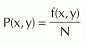 P(x, y) = f(x, y) / N